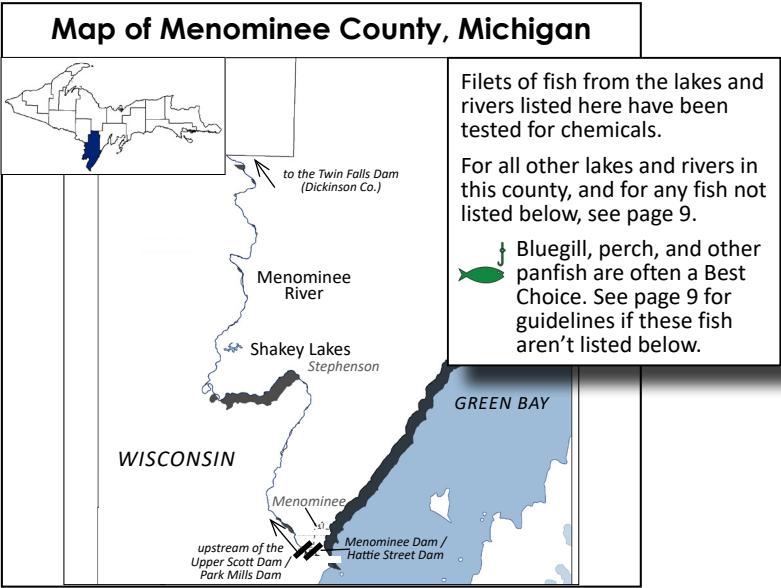 Map of Menominee County, Michigan
Filets of fish from the lakes and
rivers listed here have been
tested for chemicals.
For all other lakes and rivers in
this county, and for any fish not
listed below, see page 9.
Bluegill, perch, and other
panfish are often a Best
Choice. See page 9 for
guidelines if these fish
aren't listed below.
to the Twin Falls Dam
(Dickinson Co.)
Menominee
River
Shakey Lakes
Stephenson
GREEN BAY
WISCONSIN
Menominee
upstream of the
Upper Scott Dam /
Park Mills Dam
Menominee Dam /
Hattie Street Dam